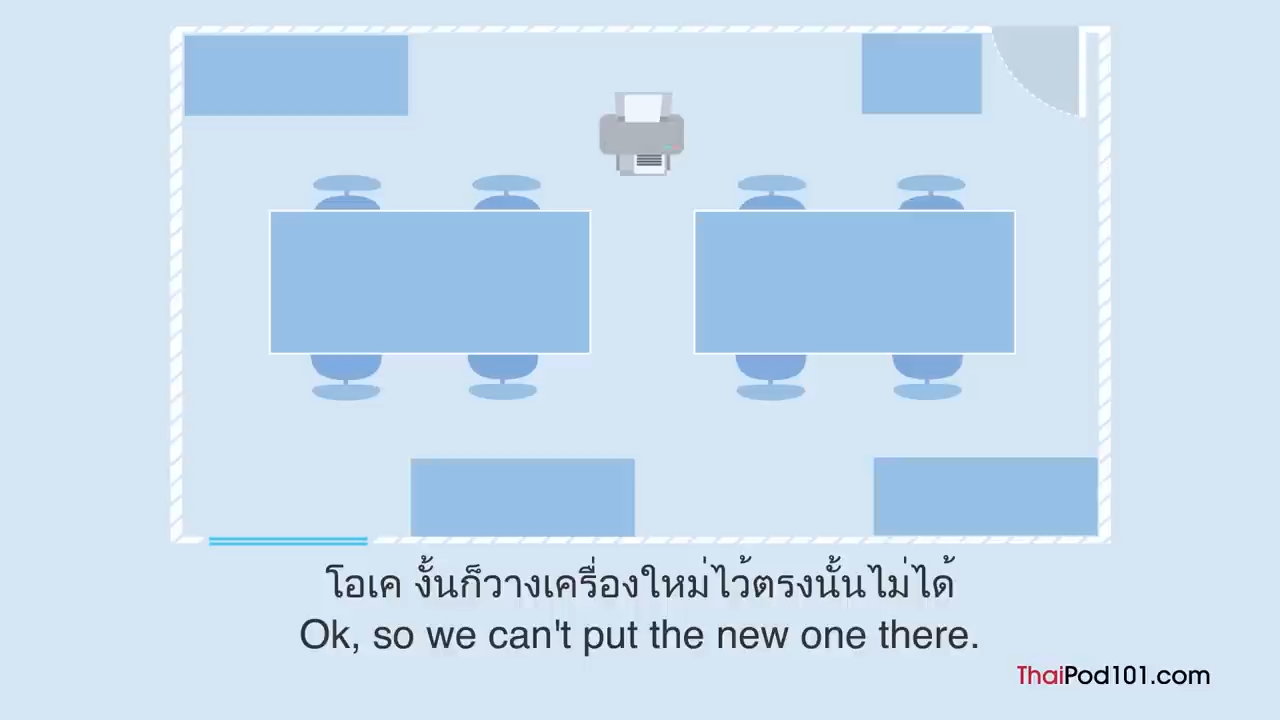 โอเค งั้นก็วางเครื่องใหม่ไว้ตรงนั้นไม่ได้
Ok, so we can't put the new one there.
ThaiPod101.com